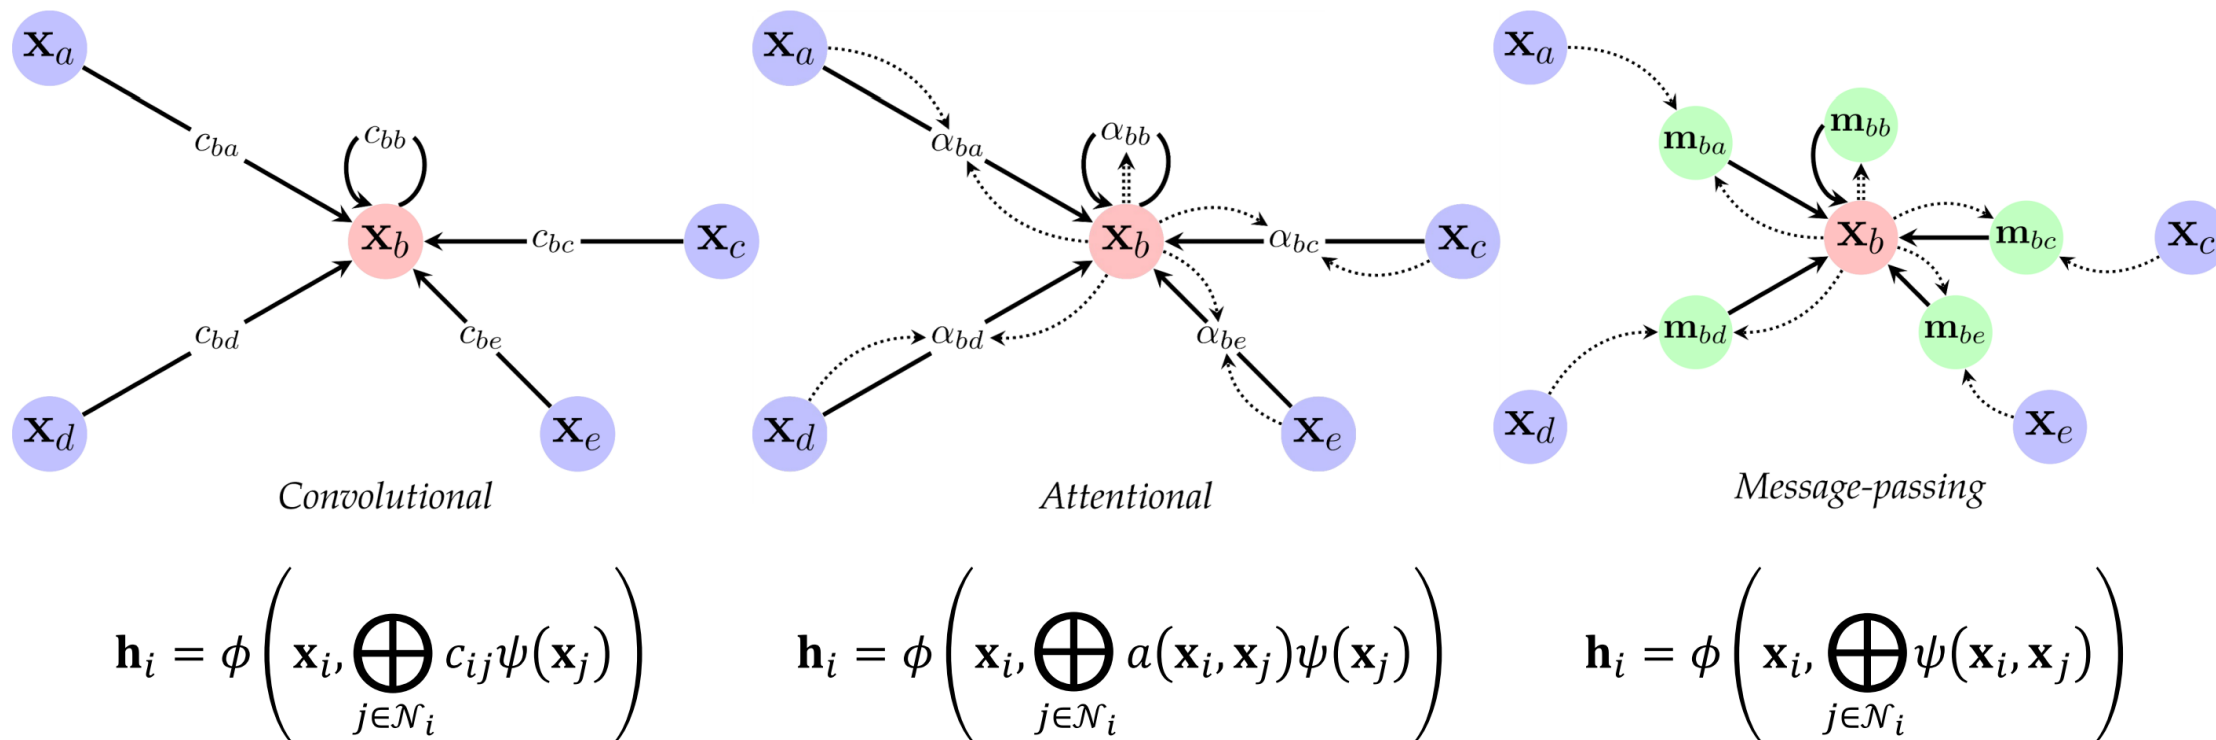 x_a
c_ba
c_bb
x_b
c_bc
x_c
c_bd
c_be
x_d
x_e
Convolutional
h_i = ϕ(x_i, ⨁_{j∈𝒩_i} c_ij ψ(x_j))
x_a
α_ba
α_bb
x_b
α_bc
x_c
α_bd
α_be
x_d
x_e
Attentional
h_i = ϕ(x_i, ⨁_{j∈𝒩_i} a(x_i, x_j)ψ(x_j))
x_a
m_ba
m_bb
x_b
m_bc
x_c
m_bd
m_be
x_d
x_e
Message-passing
h_i = ϕ(x_i, ⨁_{j∈𝒩_i} ψ(x_i, x_j))